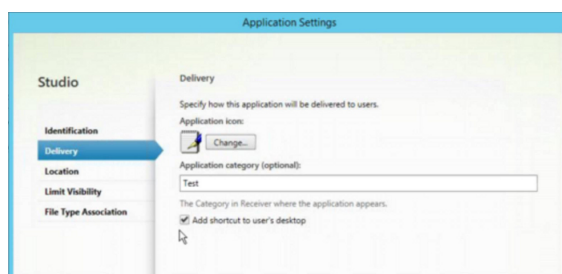 Application Settings
Studio
Identification
Delivery
Location
Limit Visibility
File Type Association
Delivery
Specify how this application will be delivered to users.
Application icon:
Change...
Application category (optional):
Test
The Category in Receiver where the application appears.
Add shortcut to user's desktop